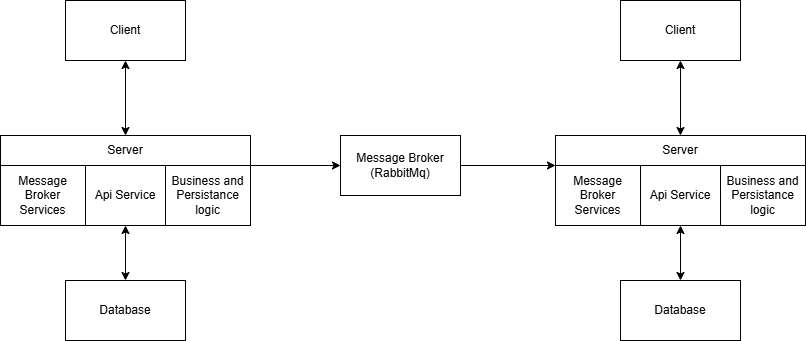 Client
Client
Server
Message Broker
(RabbitMq)
Server
Message
Broker
Services
Api Service
Business and
Persistance
logic
Message
Broker
Services
Api Service
Business and
Persistance
logic
Database
Database